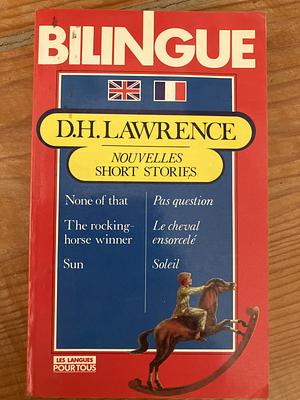 BILINGUE
D.H. LAWRENCE
NOUVELLES
SHORT STORIES
None of that
Pas question
The rocking-
horse winner
Le cheval
ensorcelé
Sun
Soleil
LES LANGUES
POUR TOUS